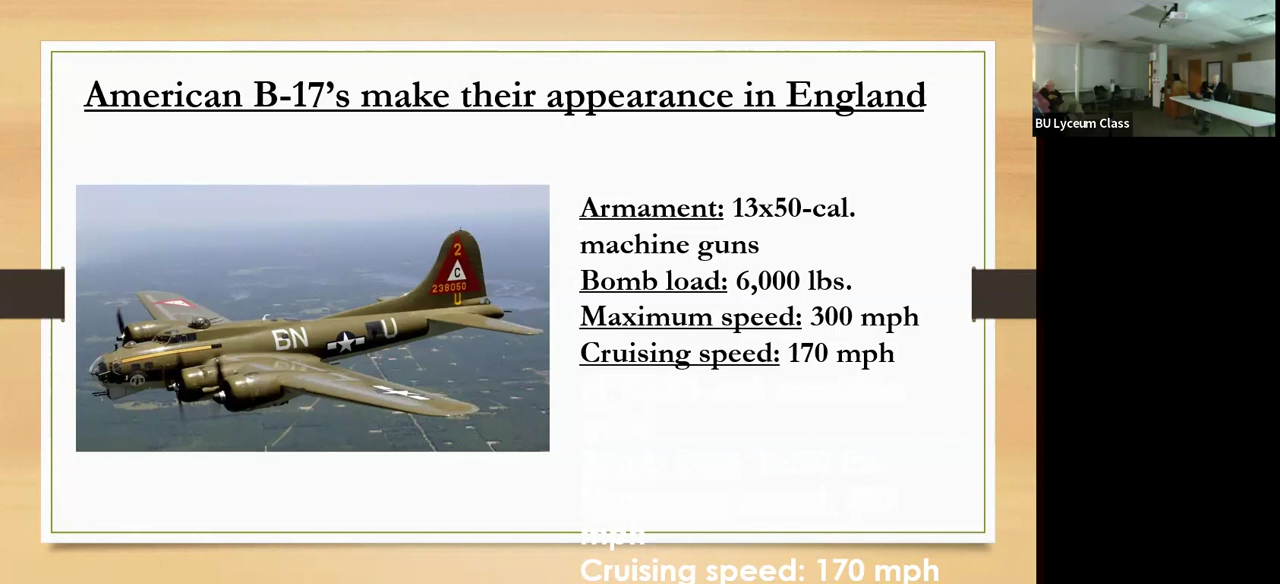 American B-17's make their appearance in England
BU Lyceum Class
Armament: 13x50-cal.
machine guns
Bomb load: 6,000 lbs.
Maximum speed: 300 mph
Cruising speed: 170 mph
2
C
238050
U
BN U
mph
Cruising speed: 170 mph